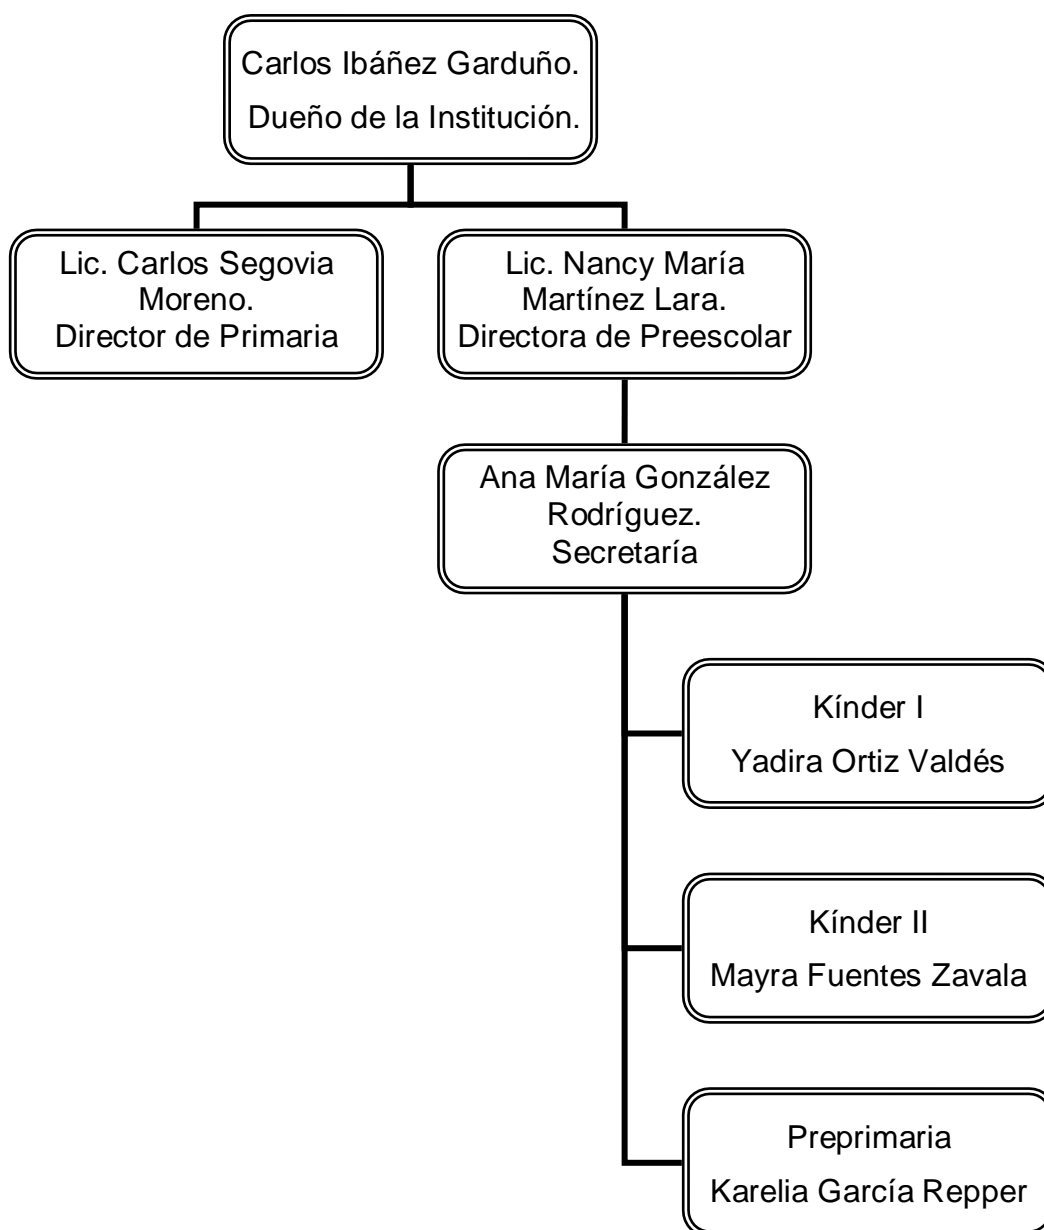 Carlos Ibáñez Garduño.
Dueño de la Institución.
Lic. Carlos Segovia
Moreno.
Director de Primaria
Lic. Nancy María
Martínez Lara.
Directora de Preescolar
Ana María González
Rodríguez.
Secretaría
Kínder I
Yadira Ortiz Valdés
Kínder II
Mayra Fuentes Zavala
Preprimaria
Karelia García Repper